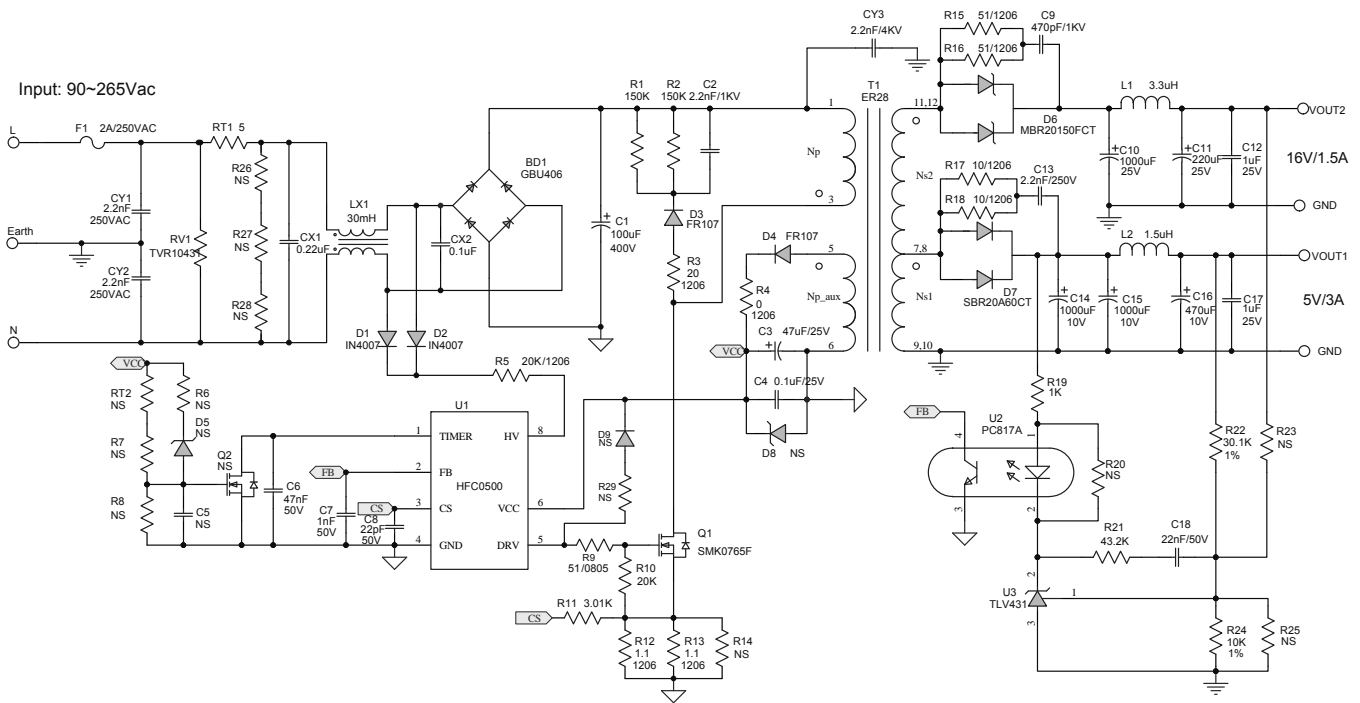 Input: 90~265Vac
L
F1 2A/250VAC
RT1 5
R26
NS
R27
NS
R28
NS
CY1
2.2nF
250VAC
Earth
CY2
2.2nF
250VAC
RV1
TVR10431
N
CX1
0.22uF
LX1
30mH
CX2
0.1uF
BD1
GBU406
C1
100uF
400V
D1
IN4007
D2
IN4007
R5 20K/1206
R1
150K
R2
150K
C2
2.2nF/1KV
D3
FR107
R3
20
1206
CY3
2.2nF/4KV
T1
ER28
1
Np
3
D4 FR107
5
Np_aux
6
R4
0
1206
C3 47uF/25V
VCC
C4 0.1uF/25V
D8 NS
11,12
Ns2
7,8
Ns1
9,10
R15 51/1206
R16 51/1206
C9
470pF/1KV
D6
MBR20150FCT
R17 10/1206
R18 10/1206
C13
2.2nF/250V
D7
SBR20A60CT
L1 3.3uH
C10
1000uF
25V
C11
220uF
25V
C12
1uF
25V
VOUT2
16V/1.5A
GND
L2 1.5uH
C14
1000uF
10V
C15
1000uF
10V
C16
470uF
10V
C17
1uF
25V
VOUT1
5V/3A
GND
VCC
RT2
NS
R6
NS
D5
NS
R7
NS
R8
NS
C5
NS
Q2
NS
C6
47nF
50V
FB
C7
1nF
50V
CS
C8
22pF
50V
U1
1 TIMER HV 8
2 FB
HFC0500
3 CS VCC 6
4 GND DRV 5
D9
NS
R29
NS
R9
51/0805
R10
20K
Q1
SMK0765F
CS
R11 3.01K
R12
1.1
1206
R13
1.1
1206
R14
NS
R19
1K
FB
U2
PC817A
4
1
3
2
R20
NS
R21
43.2K
C18
22nF/50V
R22
30.1K
1%
R23
NS
U3
TLV431
2
1
3
R24
10K
1%
R25
NS